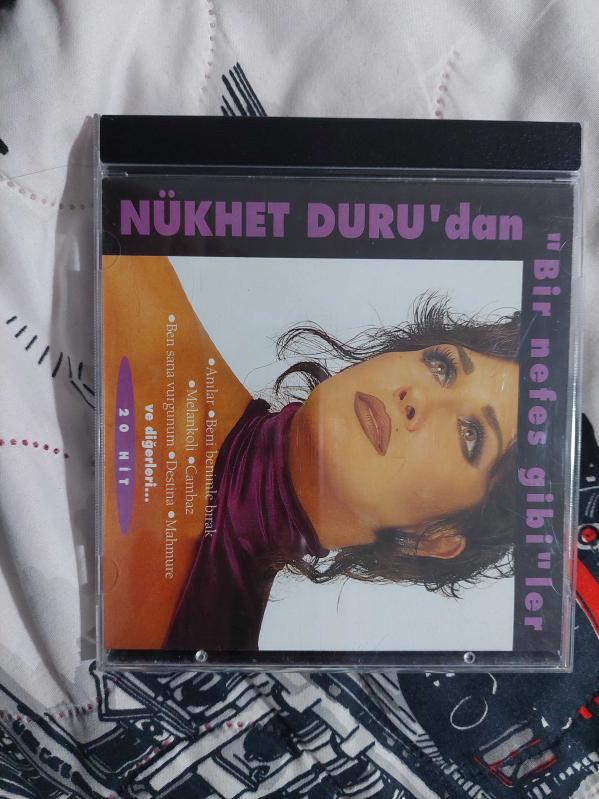 NÜKHET DURU'dan
"Bir nefes gibi"ler
•Anılar •Beni benimle bırak
•Melankoli •Cambaz
•Ben sana vurgunum •Destina •Mahmure
ve diğerleri...
20 HİT